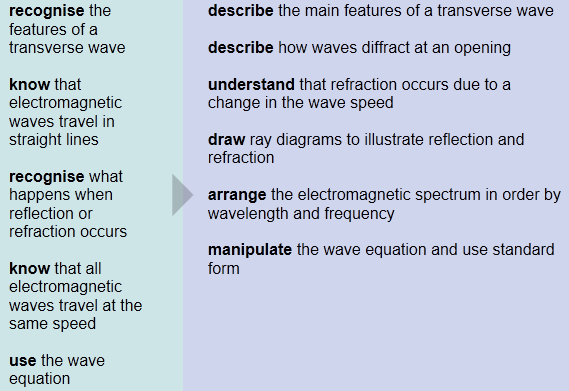 recognise the
features of a
transverse wave
know that
electromagnetic
waves travel in
straight lines
recognise what
happens when
reflection or
refraction occurs
know that all
electromagnetic
waves travel at the
same speed
use the wave
equation
describe the main features of a transverse wave
describe how waves diffract at an opening
understand that refraction occurs due to a
change in the wave speed
draw ray diagrams to illustrate reflection and
refraction
arrange the electromagnetic spectrum in order by
wavelength and frequency
manipulate the wave equation and use standard
form